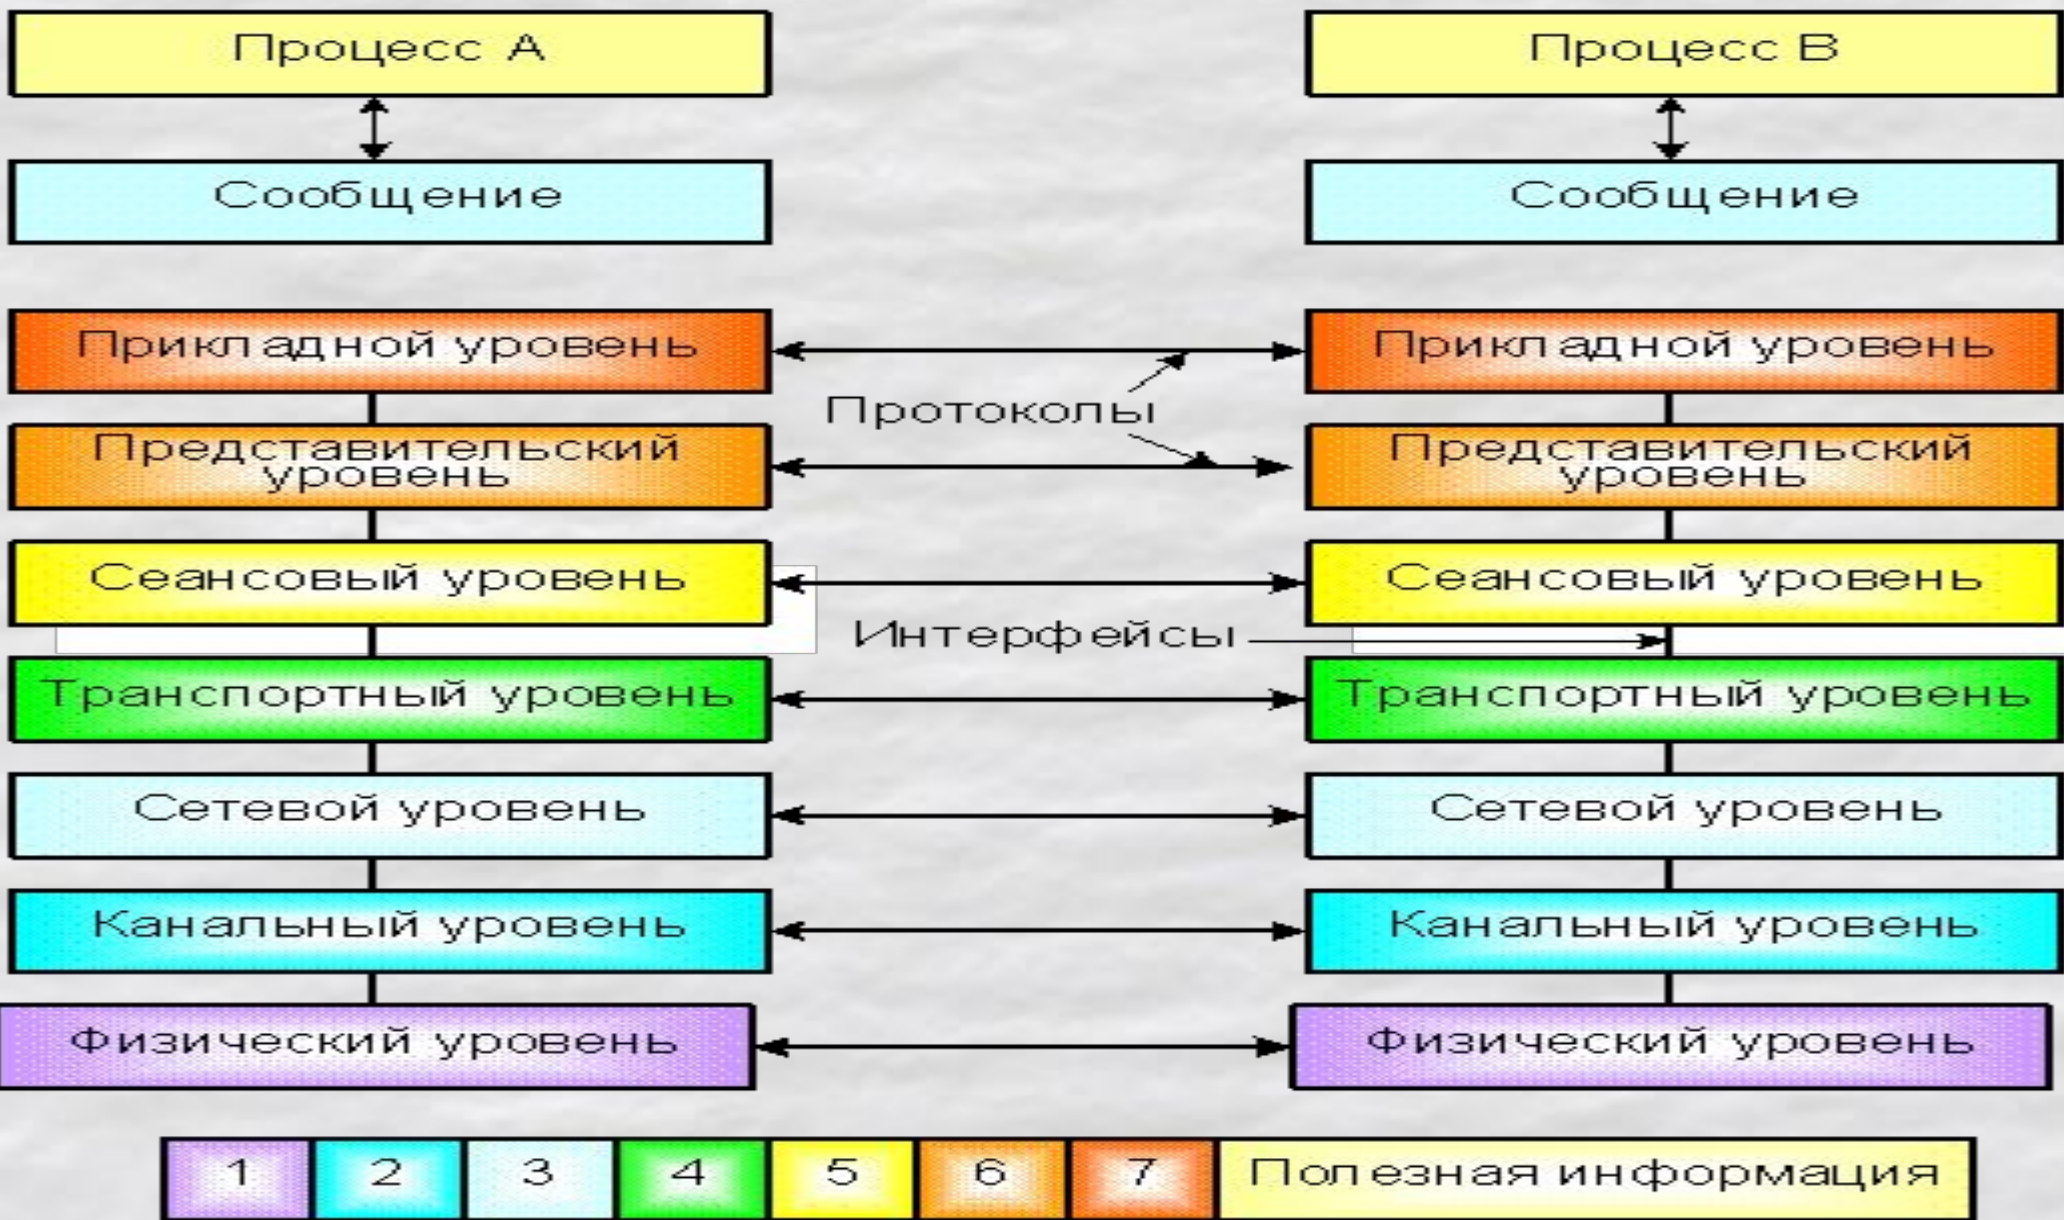 Процесс А
Процесс В
Сообщение
Сообщение
Прикладной уровень
Прикладной уровень
Протоколы
Представительский
уровень
Представительский
уровень
Сеансовый уровень
Сеансовый уровень
Интерфейсы
Транспортный уровень
Транспортный уровень
Сетевой уровень
Сетевой уровень
Канальный уровень
Канальный уровень
Физический уровень
Физический уровень
1 2 3 4 5 6 7 Полезная информация